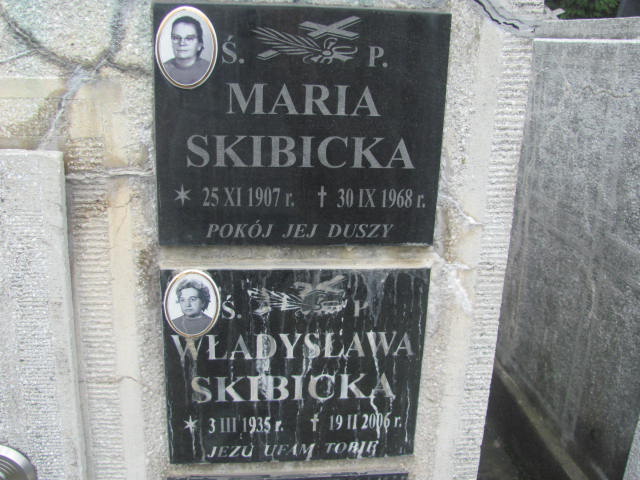 Ś. P.
MARIA
SKIBICKA
✶ 25 XI 1907 r. † 30 IX 1968 r.
POKÓJ JEJ DUSZY
Ś. P.
WŁADYSŁAWA
SKIBICKA
✶ 3 III 1935 r. † 19 II 2006 r.
JEZU UFAM TOBIE